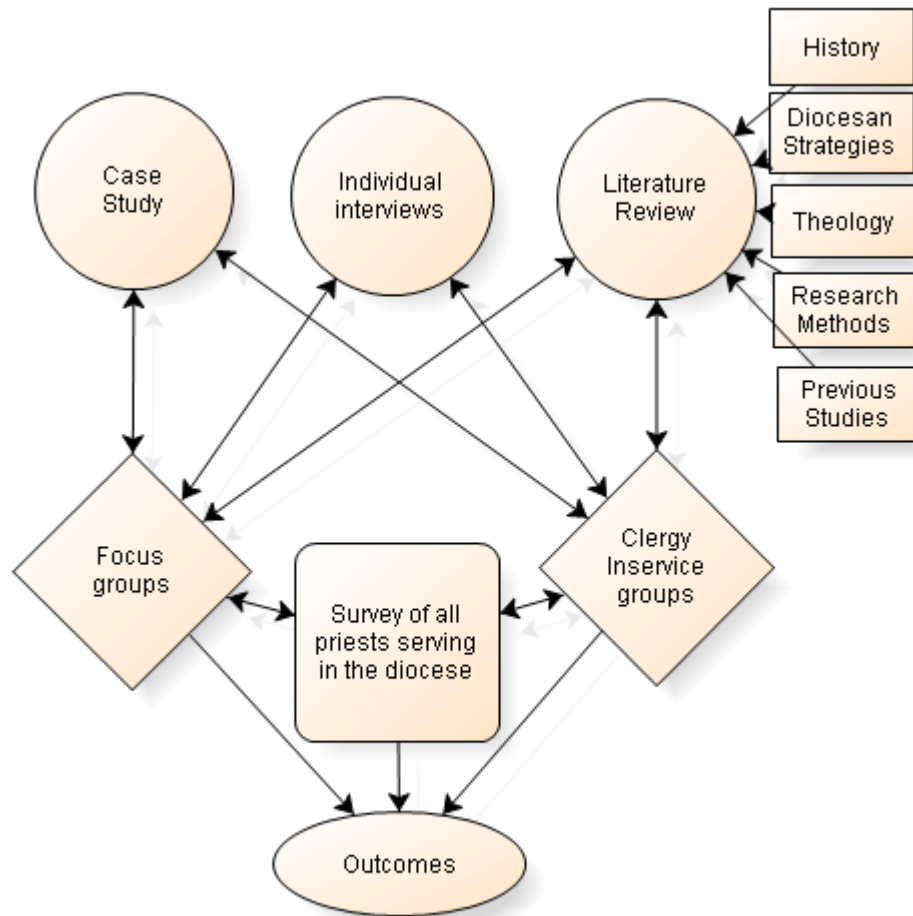 History
Diocesan
Strategies
Case
Study
Individual
interviews
Literature
Review
Theology
Research
Methods
Previous
Studies
Focus
groups
Clergy
Inservice
groups
Survey of all
priests serving
in the diocese
Outcomes